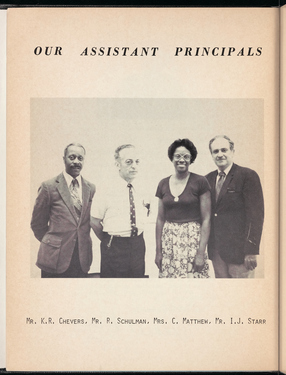 OUR ASSISTANT PRINCIPALS
MR. K.R. CHEVERS, MR. P. SCHULMAN, MRS. C. MATTHEW, MR. I.J. STARR